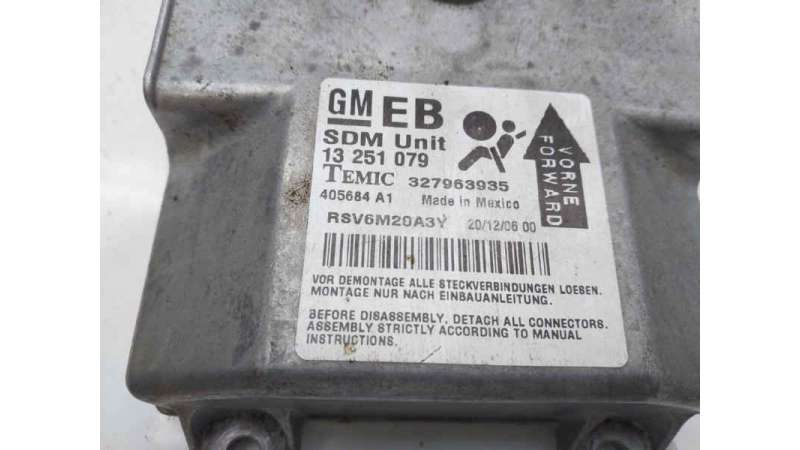 GM EB
SDM Unit
13 251 079
TEMIC 327963935
405684 A1 Made in Mexico
RSV6M20A3Y 20/12/06 00
VORNE
FORWARD
VOR DEMONTAGE ALLE STECKVERBINDUNGEN LOESEN.
MONTAGE NUR NACH EINBAUANLEITUNG.
BEFORE DISASSEMBLY, DETACH ALL CONNECTORS.
ASSEMBLY STRICTLY ACCORDING TO MANUAL
INSTRUCTIONS.